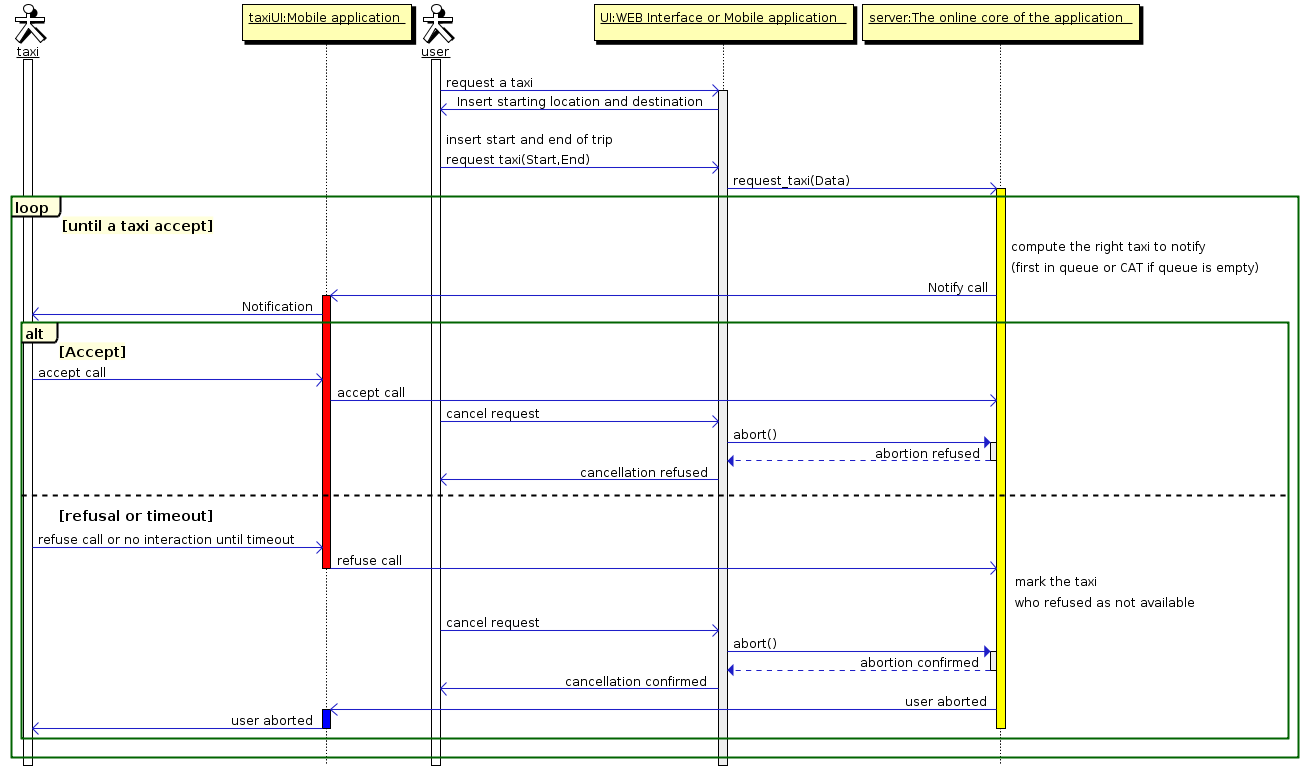 taxi
taxiUI:Mobile application
user
UI:WEB Interface or Mobile application
server:The online core of the application
request a taxi
Insert starting location and destination
insert start and end of trip
request taxi(Start,End)
request_taxi(Data)
loop
[until a taxi accept]
compute the right taxi to notify
(first in queue or CAT if queue is empty)
Notify call
Notification
alt
[Accept]
accept call
accept call
cancel request
abort()
abortion refused
cancellation refused
[refusal or timeout]
refuse call or no interaction until timeout
refuse call
mark the taxi
who refused as not available
cancel request
abort()
abortion confirmed
cancellation confirmed
user aborted
user aborted